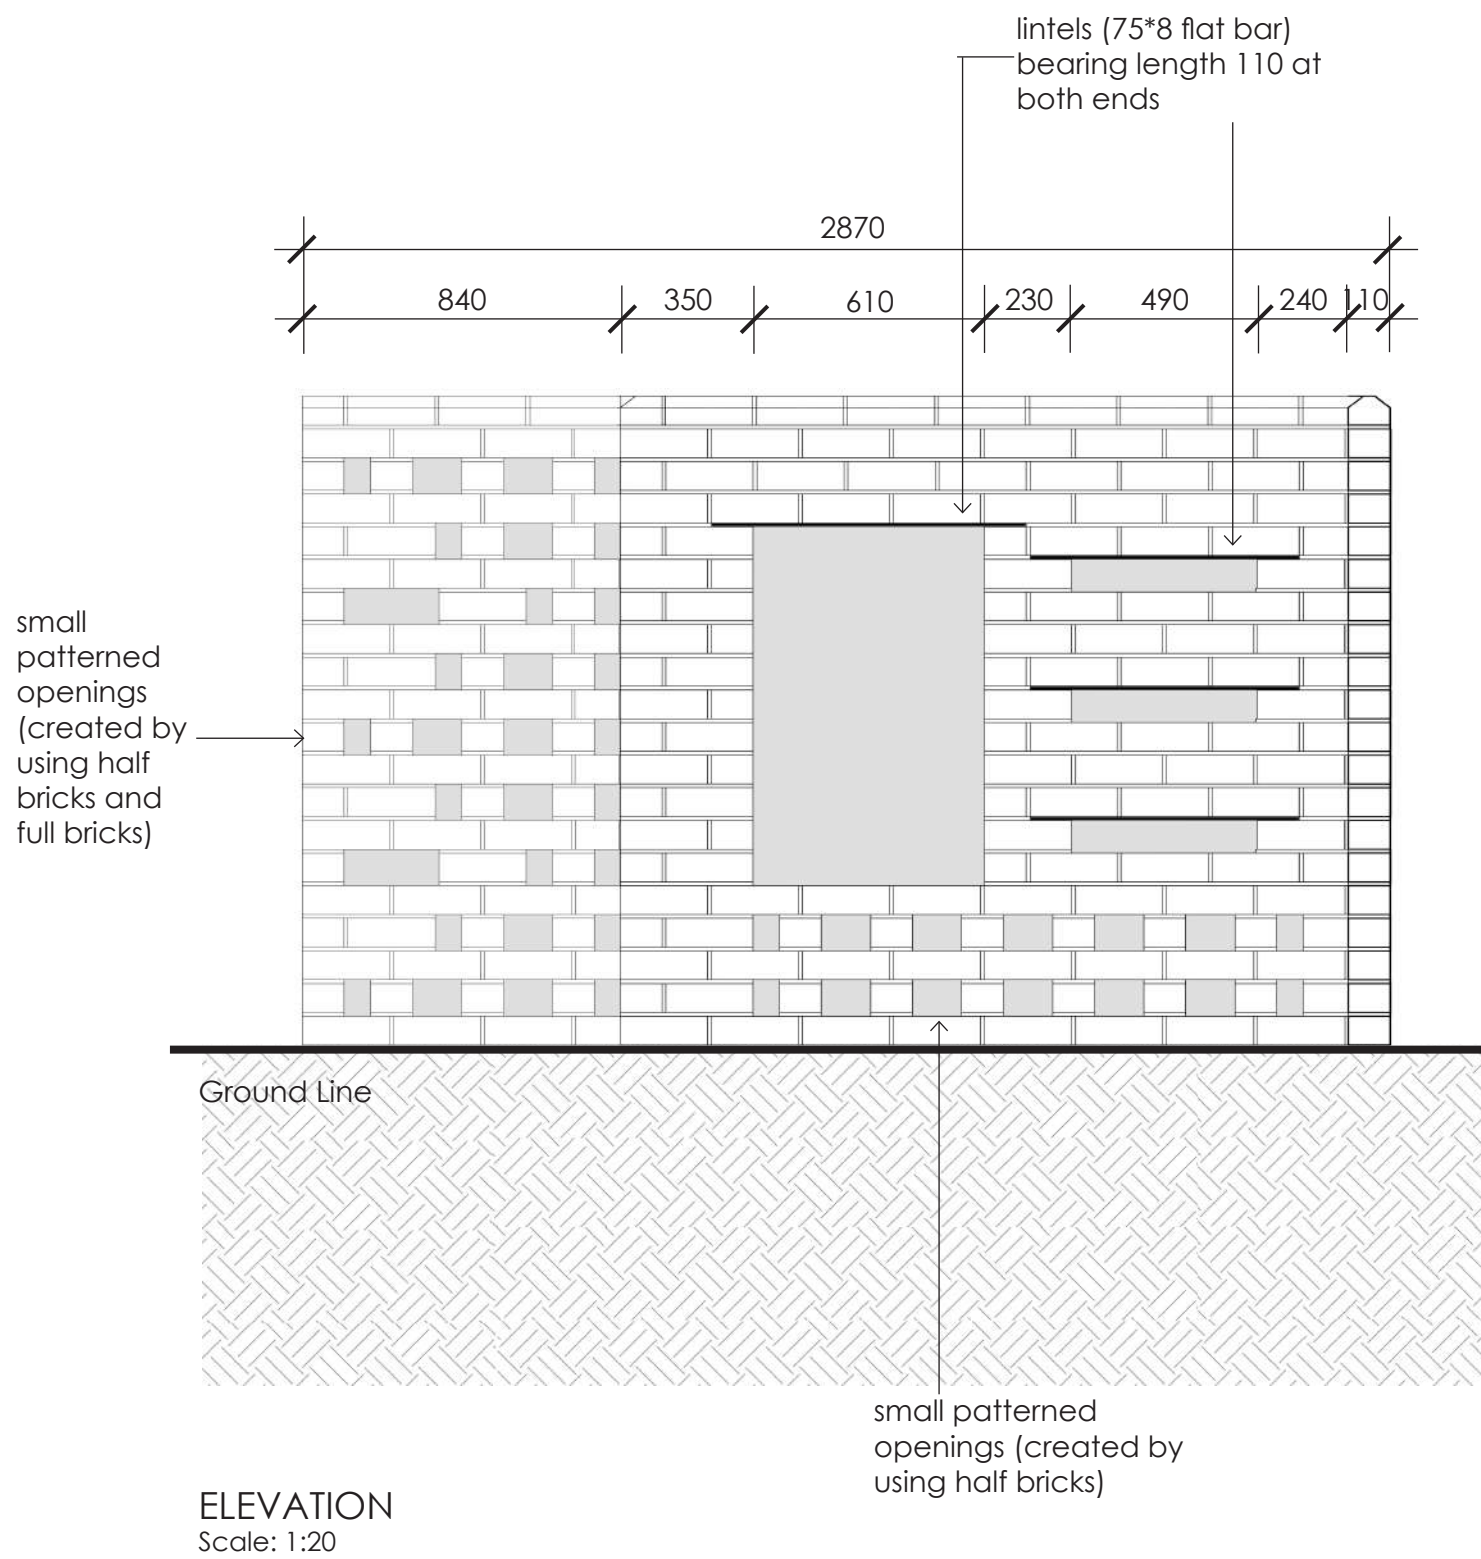 lintels (75*8 flat bar)
bearing length 110 at
both ends
2870
840
350
610
230
490
240
110
small
patterned
openings
(created by
using half
bricks and
full bricks)
Ground Line
small patterned
openings (created by
using half bricks)
ELEVATION
Scale: 1:20